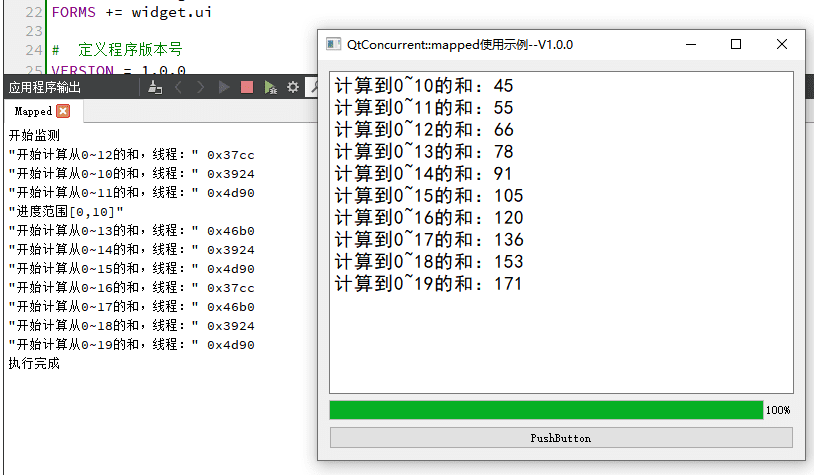 22 FORMS += widget.ui
23
24 #  定义程序版本号
25 VERSION = 1.0.0
应用程序输出
Mapped
开始监测
"开始计算从0~12的和，线程：" 0x37cc
"开始计算从0~10的和，线程：" 0x3924
"开始计算从0~11的和，线程：" 0x4d90
"进度范围[0,10]"
"开始计算从0~13的和，线程：" 0x46b0
"开始计算从0~14的和，线程：" 0x3924
"开始计算从0~15的和，线程：" 0x4d90
"开始计算从0~16的和，线程：" 0x37cc
"开始计算从0~17的和，线程：" 0x46b0
"开始计算从0~18的和，线程：" 0x3924
"开始计算从0~19的和，线程：" 0x4d90
执行完成
QtConcurrent::mapped使用示例--V1.0.0
计算到0~10的和：45
计算到0~11的和：55
计算到0~12的和：66
计算到0~13的和：78
计算到0~14的和：91
计算到0~15的和：105
计算到0~16的和：120
计算到0~17的和：136
计算到0~18的和：153
计算到0~19的和：171
100%
PushButton